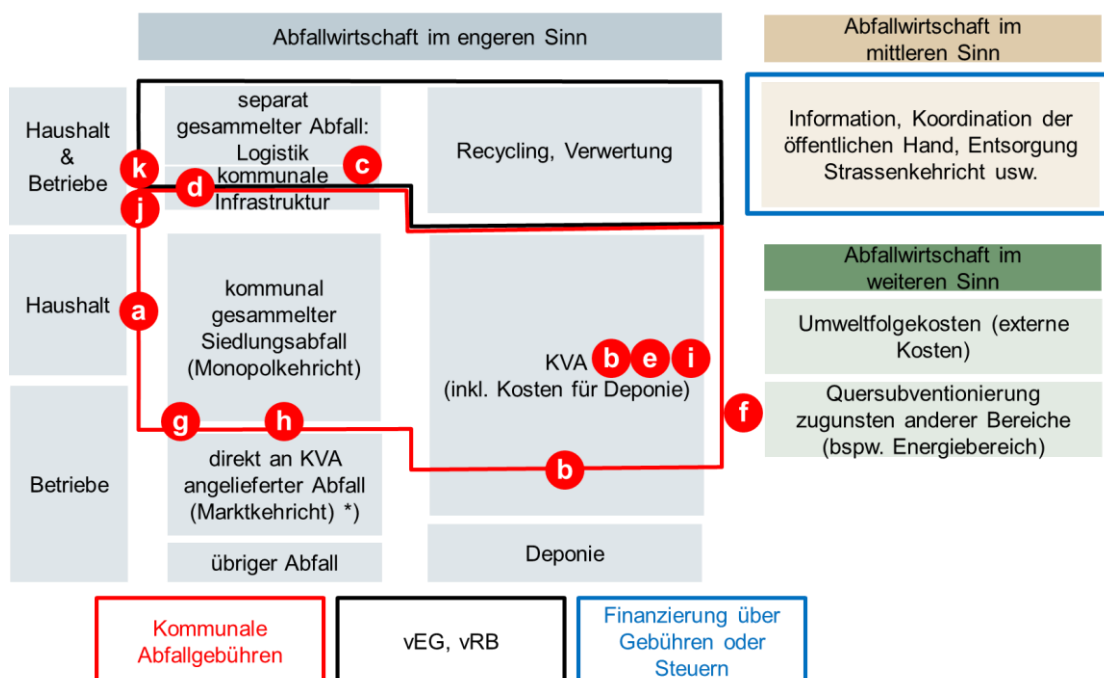 Abfallwirtschaft im engeren Sinn
Abfallwirtschaft im
mittleren Sinn
Haushalt
&
Betriebe
separat
gesammelter Abfall:
Logistik
kommunale
Infrastruktur
Recycling, Verwertung
Information, Koordination der
öffentlichen Hand, Entsorgung
Strassenkehricht usw.
k
c
d
j
Haushalt
a
kommunal
gesammelter
Siedlungsabfall
(Monopolkehricht)
KVA
b
e
i
(inkl. Kosten für Deponie)
Abfallwirtschaft im
weiteren Sinn
Umweltfolgekosten (externe
Kosten)
f
Quersubventionierung
zugunsten anderer Bereiche
(bspw. Energiebereich)
g
h
Betriebe
direkt an KVA
angelieferter Abfall
(Marktkehricht) *)
b
übriger Abfall
Deponie
Kommunale
Abfallgebühren
vEG, vRB
Finanzierung über
Gebühren oder
Steuern